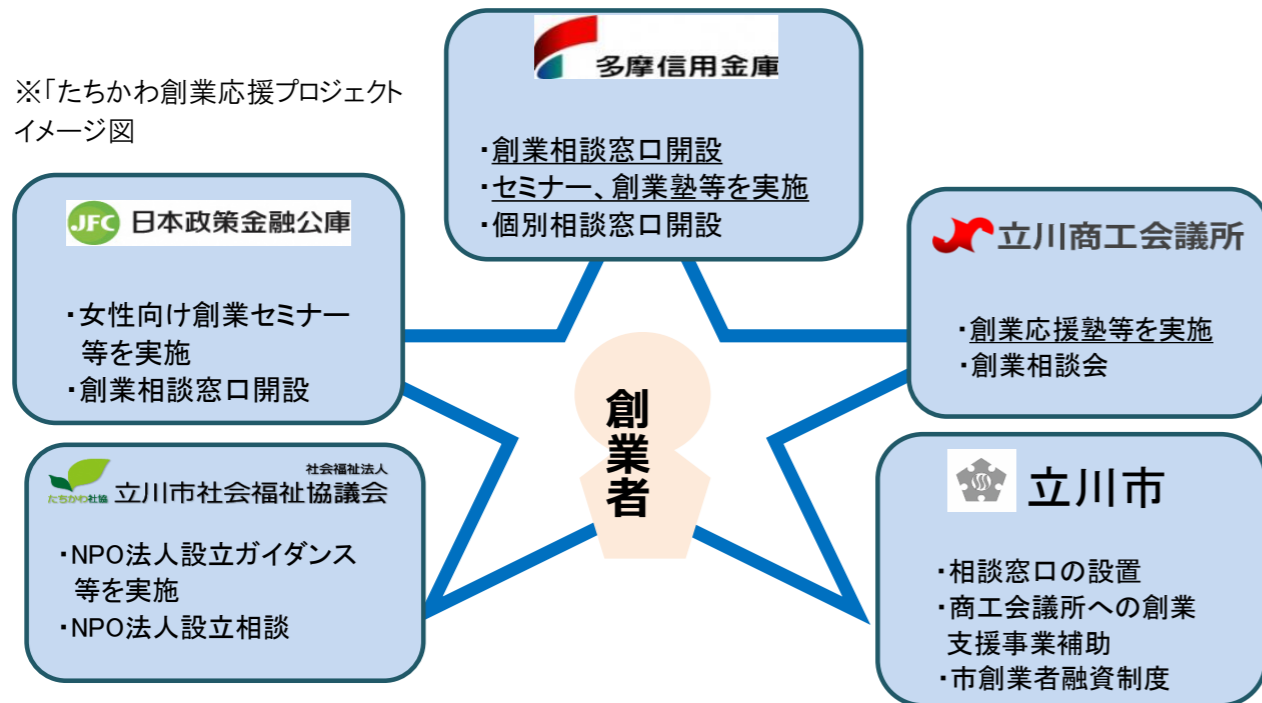 ※「たちかわ創業応援プロジェクト
イメージ図
多摩信用金庫
・創業相談窓口開設
・セミナー、創業塾等を実施
・個別相談窓口開設
JFC 日本政策金融公庫
・女性向け創業セミナー
等を実施
・創業相談窓口開設
立川商工会議所
・創業応援塾等を実施
・創業相談会
創業者
社会福祉法人
たちかわ社協 立川市社会福祉協議会
・NPO法人設立ガイダンス
等を実施
・NPO法人設立相談
立川市
・相談窓口の設置
・商工会議所への創業
支援事業補助
・市創業者融資制度